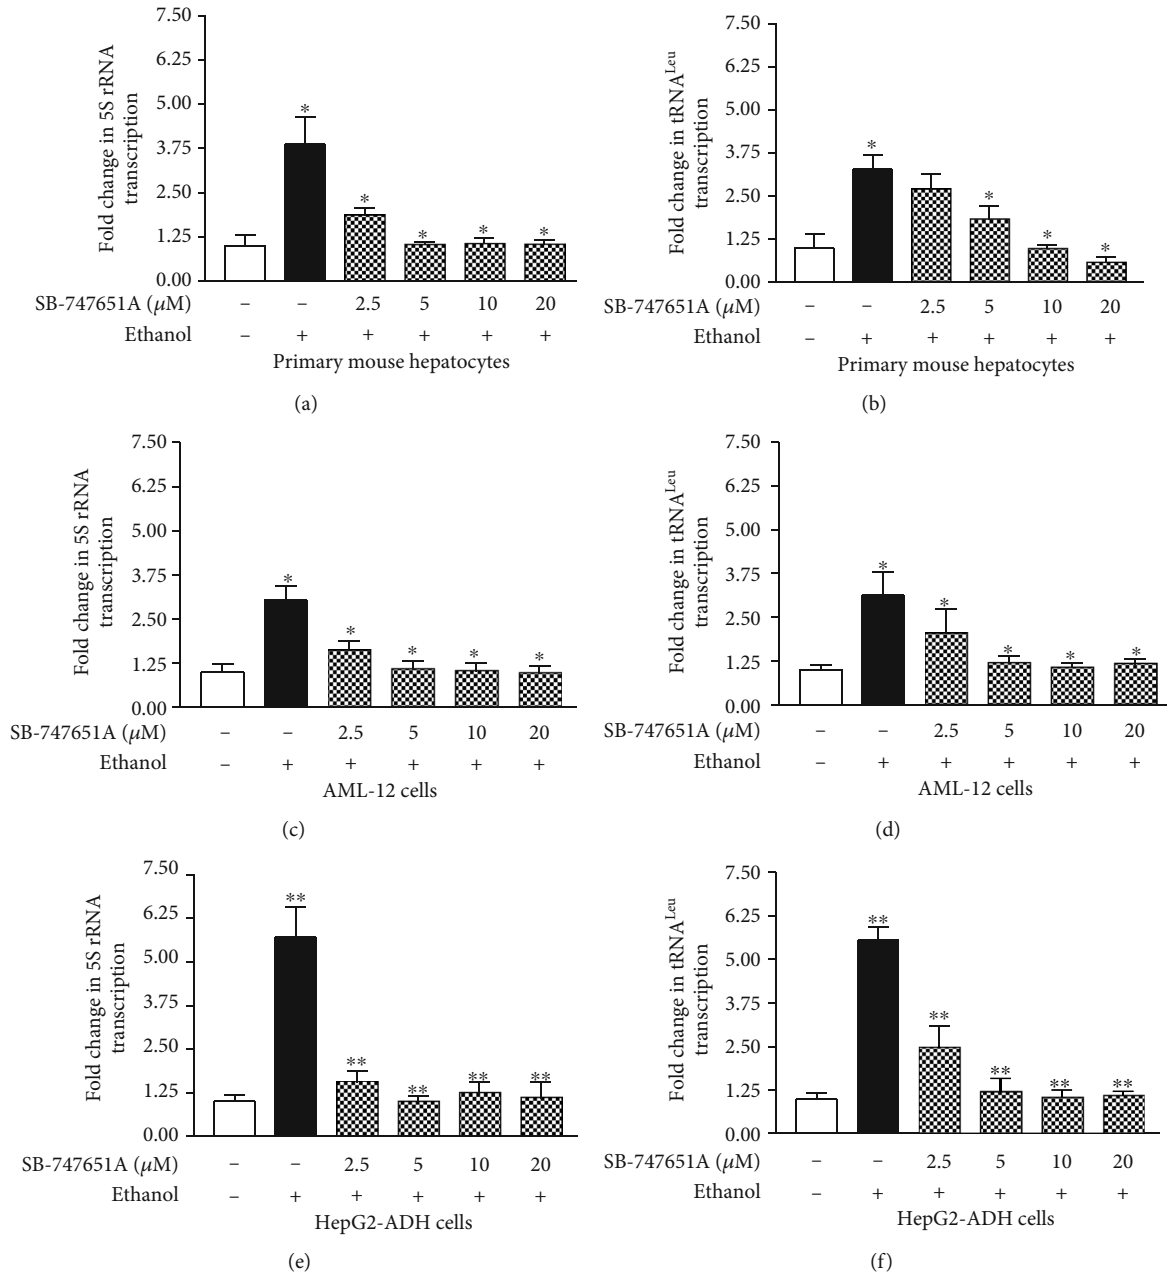 Fold change in 5S rRNA
transcription
7.50
6.25
5.00
3.75
2.50
1.25
0.00
* * * * *
SB-747651A (μM) – – 2.5 5 10 20
Ethanol – + + + + +
Primary mouse hepatocytes
(a)
Fold change in tRNA^Leu
transcription
7.50
6.25
5.00
3.75
2.50
1.25
0.00
* * * *
– – 2.5 5 10 20
SB-747651A (μM)
Ethanol – + + + + +
Primary mouse hepatocytes
(b)
Fold change in 5S rRNA
transcription
7.50
6.25
5.00
3.75
2.50
1.25
0.00
* * * * *
SB-747651A (μM) – – 2.5 5 10 20
Ethanol – + + + + +
AML-12 cells
(c)
Fold change in tRNA^Leu
transcription
7.50
6.25
5.00
3.75
2.50
1.25
0.00
* * * * *
SB-747651A (μM) – – 2.5 5 10 20
Ethanol – + + + + +
AML-12 cells
(d)
Fold change in 5S rRNA
transcription
7.50
6.25
5.00
3.75
2.50
1.25
0.00
** ** ** ** **
SB-747651A (μM) – – 2.5 5 10 20
Ethanol – + + + + +
HepG2-ADH cells
(e)
Fold change in tRNA^Leu
transcription
7.50
6.25
5.00
3.75
2.50
1.25
0.00
** ** ** ** **
SB-747651A (μM) – – 2.5 5 10 20
Ethanol – + + + + +
HepG2-ADH cells
(f)